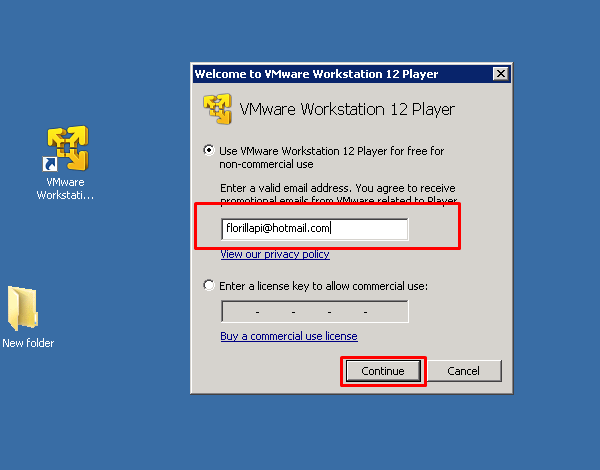 Welcome to VMware Workstation 12 Player
VMware Workstation 12 Player
Use VMware Workstation 12 Player for free for
non-commercial use
Enter a valid email address. You agree to receive
promotional emails from VMware related to Player
florillapi@hotmail.com
View our privacy policy
Enter a license key to allow commercial use:
- - - -
Buy a commercial use license
Continue
Cancel
VMware
Workstati...
New folder